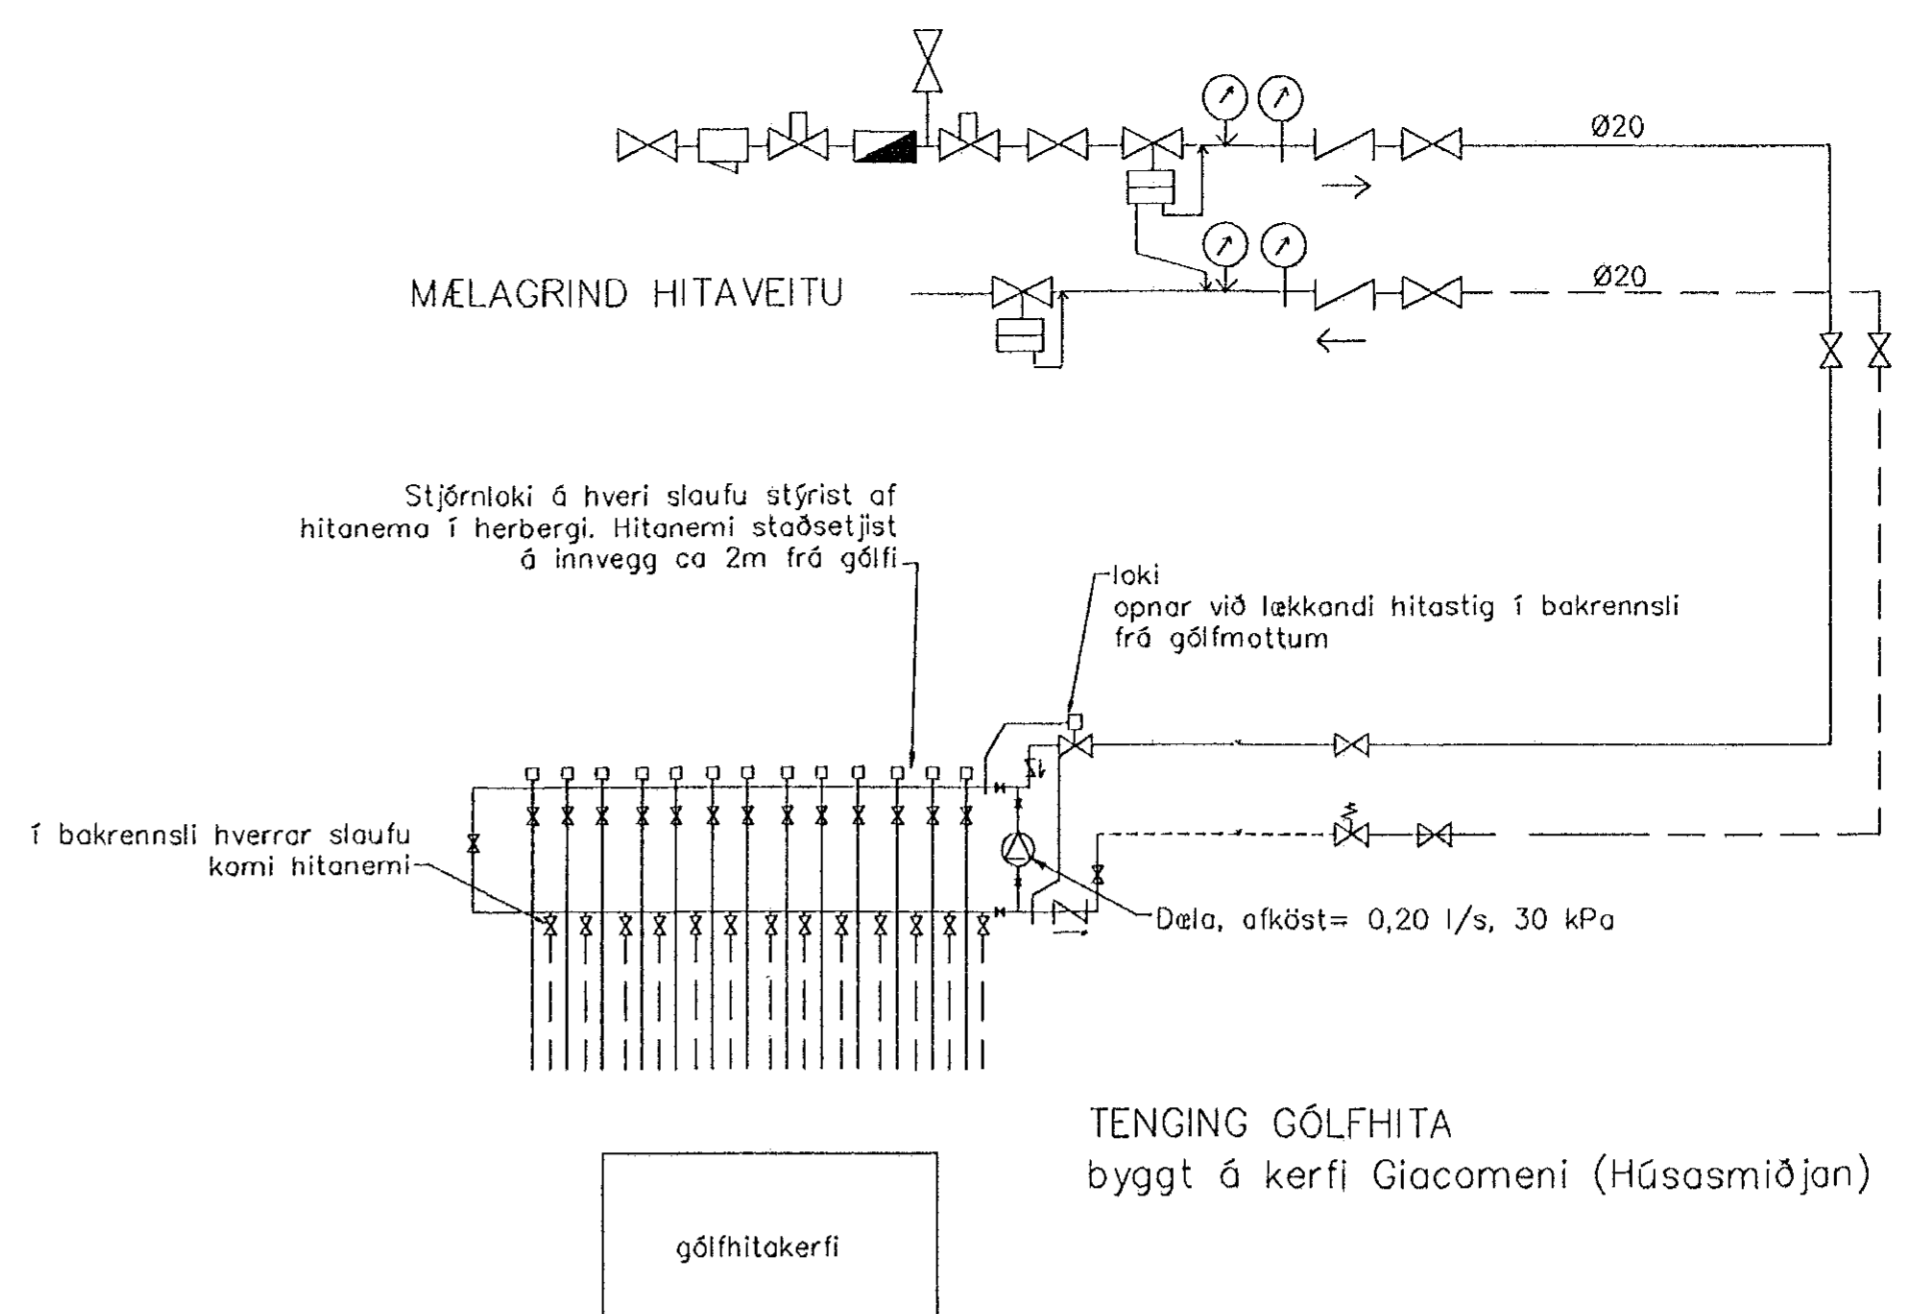 Ø20
MÆLAGRIND HITAVEITU
Ø20
Stjórnloki á hveri slaufu stýrist af
hitanema í herbergi. Hitanemi staðsetjist
á innvegg ca 2m frá gólfi
loki
opnar við lækkandi hitastig í bakrennsli
frá gólfmottum
í bakrennsli hverrar slaufu
komi hitanemi
Dæla, afköst= 0,20 l/s, 30 kPa
TENGING GÓLFHITA
byggt á kerfi Giacomeni (Húsasmiðjan)
gólfhitakerfi